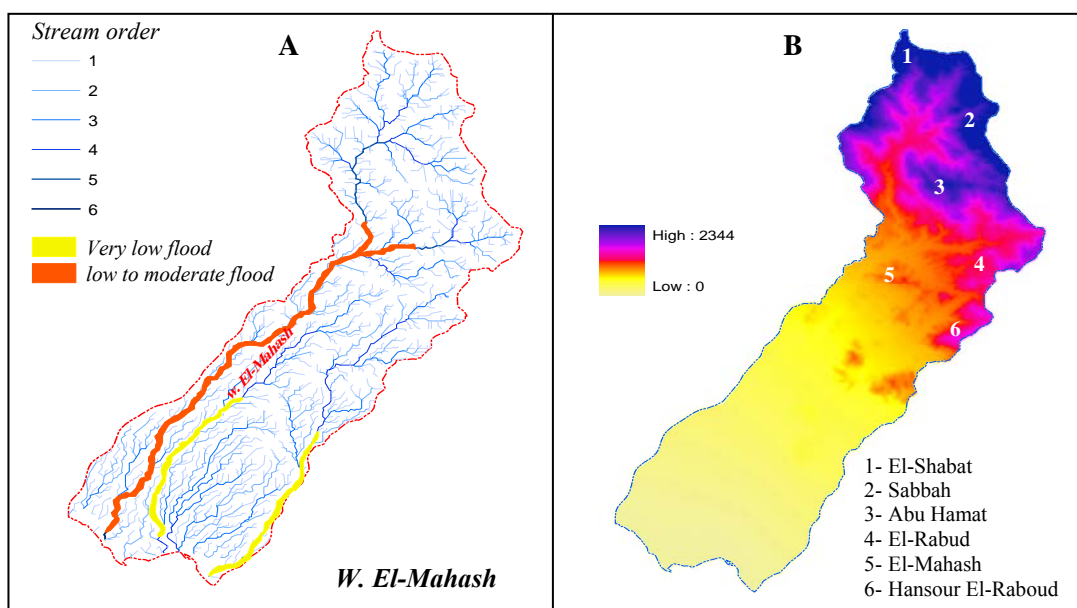 Stream order
A
1
2
3
4
5
6
Very low flood
low to moderate flood
W. El-Mahash
W. El-Mahash
B
1
2
3
4
5
6
High : 2344
Low : 0
1- El-Shabat
2- Sabbah
3- Abu Hamat
4- El-Rabud
5- El-Mahash
6- Hansour El-Raboud